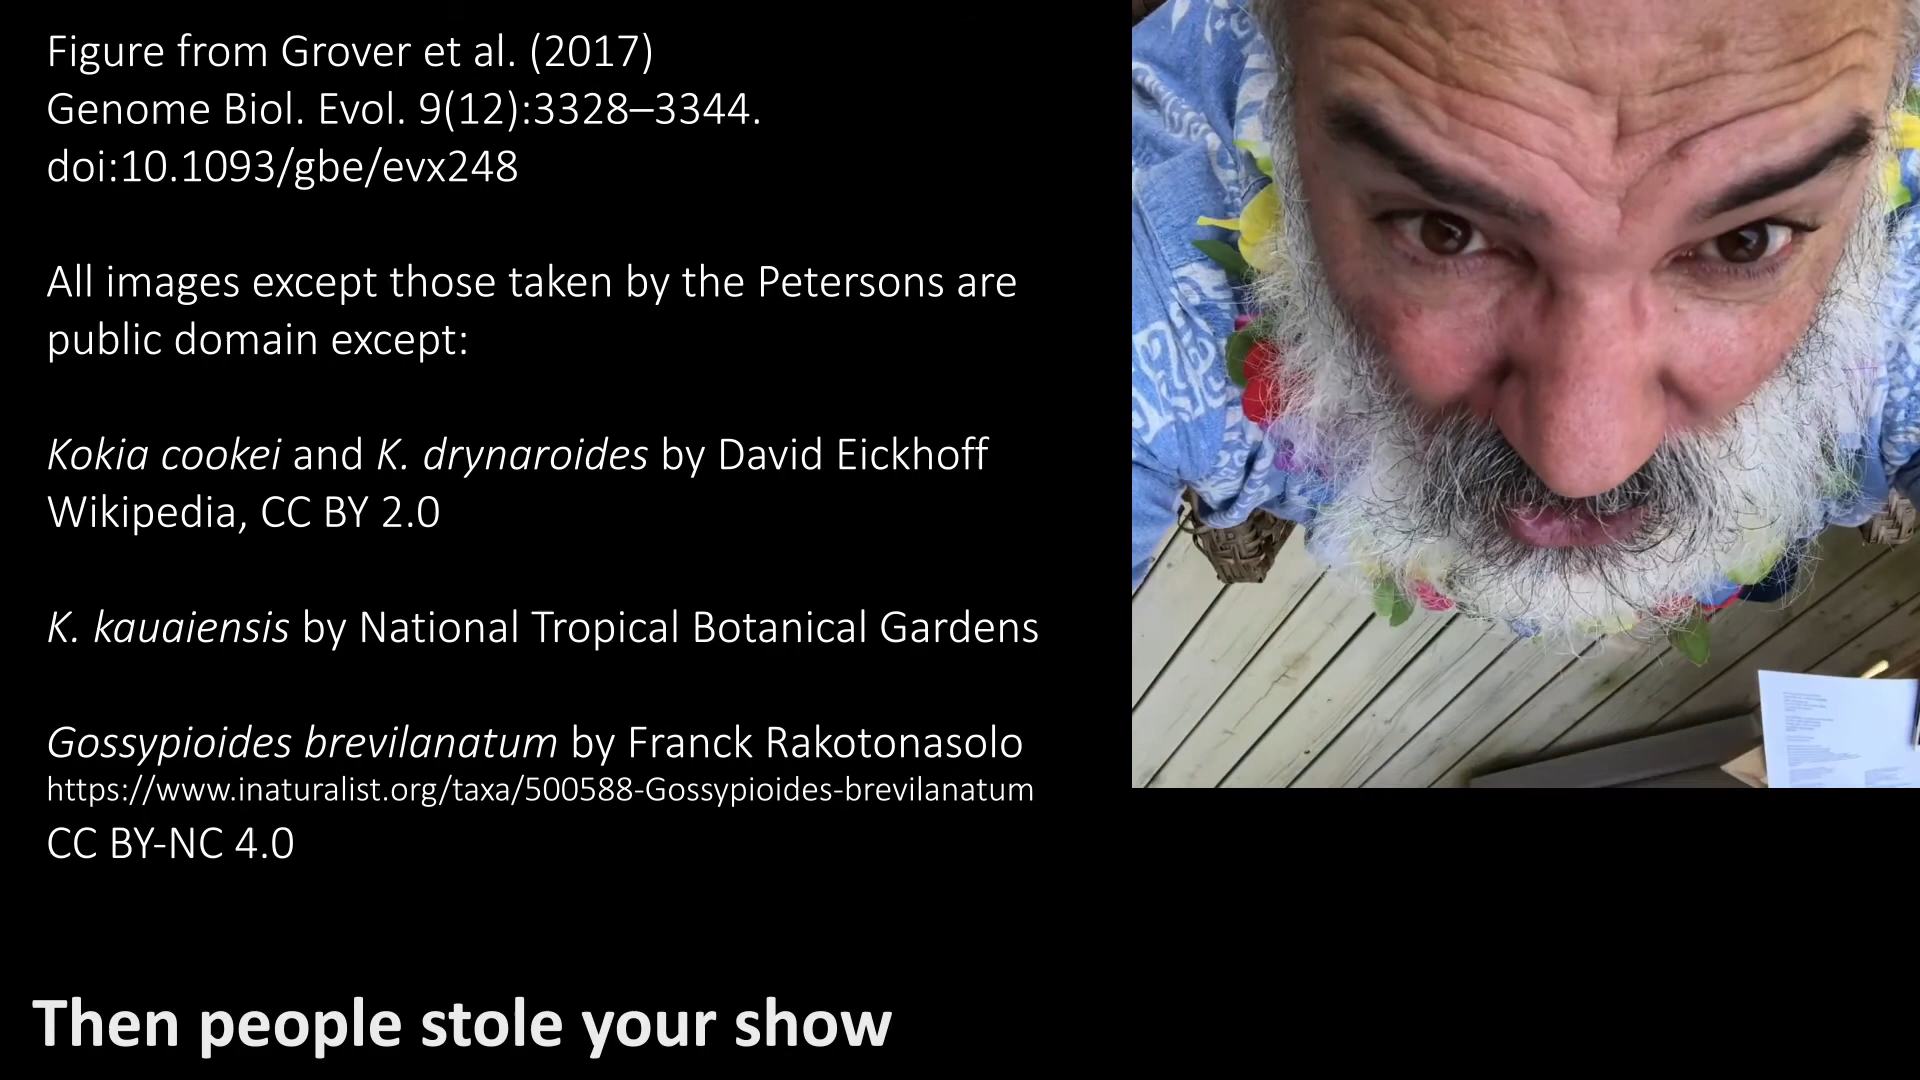 Figure from Grover et al. (2017)
Genome Biol. Evol. 9(12):3328–3344.
doi:10.1093/gbe/evx248
All images except those taken by the Petersons are
public domain except:
Kokia cookei and K. drynaroides by David Eickhoff
Wikipedia, CC BY 2.0
K. kauaiensis by National Tropical Botanical Gardens
Gossypioides brevilanatum by Franck Rakotonasolo
https://www.inaturalist.org/taxa/500588-Gossypioides-brevilanatum
CC BY-NC 4.0
Then people stole your show